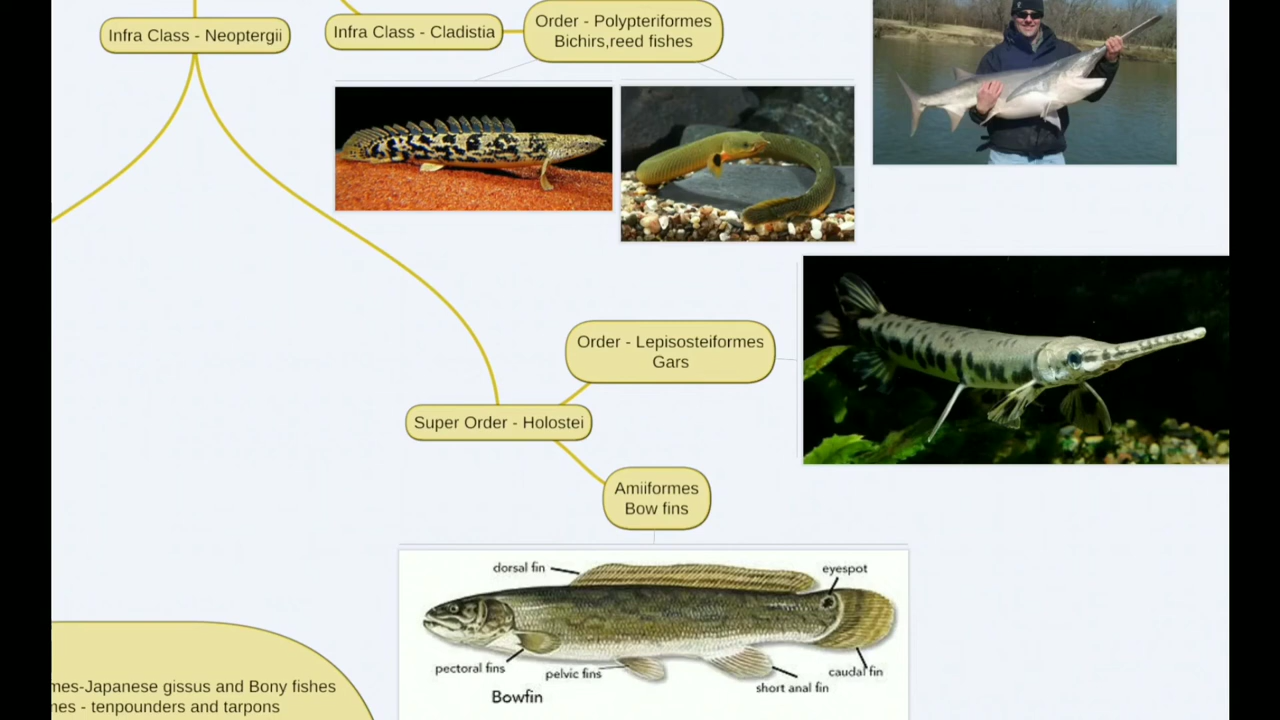 Infra Class - Neoptergii
Infra Class - Cladistia
Order - Polypteriformes
Bichirs,reed fishes
Order - Lepisosteiformes
Gars
Super Order - Holostei
Amiiformes
Bow fins
dorsal fin
eyespot
pectoral fins
pelvic fins
caudal fin
short anal fin
Bowfin
mes-Japanese gissus and Bony fishes
nes - tenpounders and tarpons